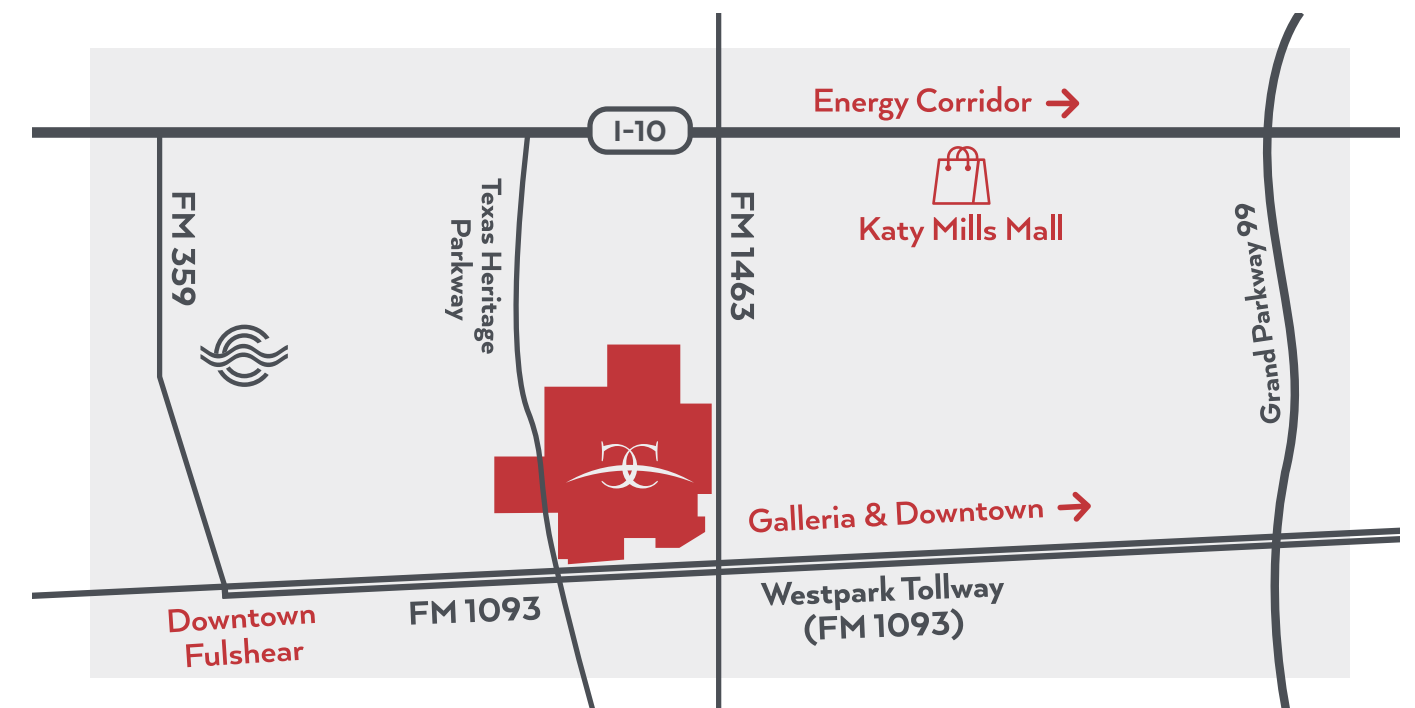 Energy Corridor
I-10
Katy Mills Mall
FM 359
Texas Heritage
Parkway
FM 1463
Grand Parkway 99
Galleria & Downtown
Westpark Tollway
(FM 1093)
FM 1093
Downtown
Fulshear